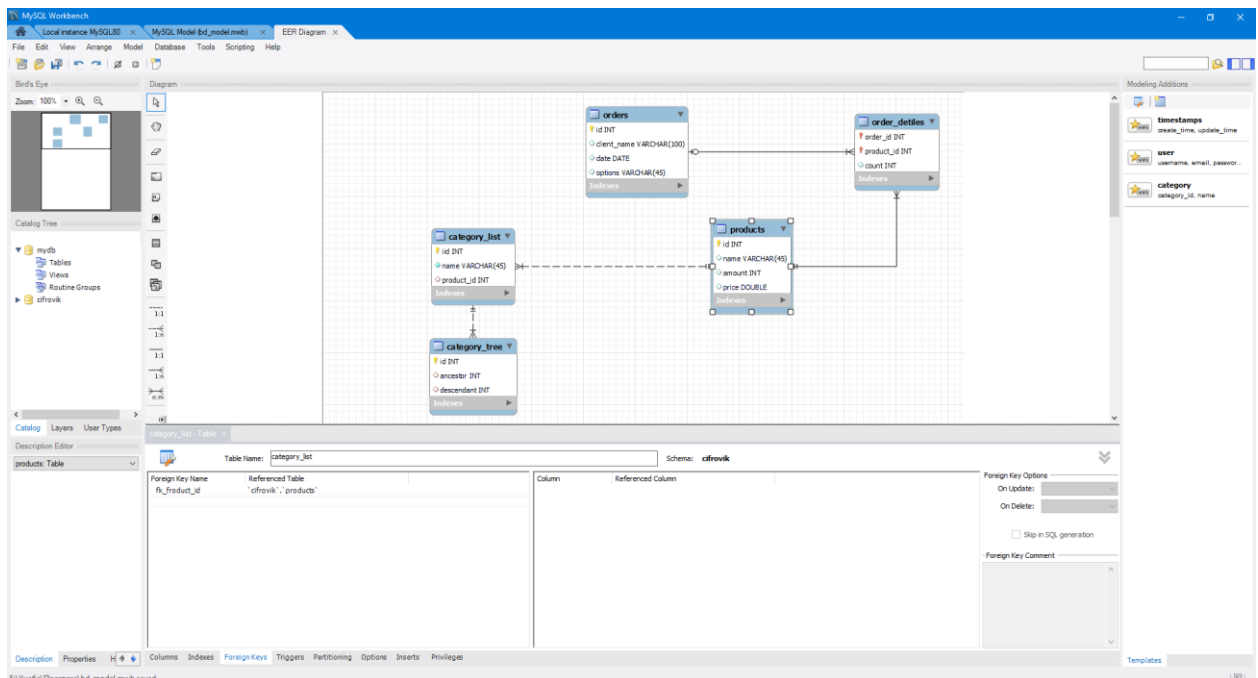 MySQL Workbench
Local instance MySQL80 × MySQL Model (bd_model.mwb) × EER Diagram ×
File Edit View Arrange Model Database Tools Scripting Help
Bird's Eye
Diagram
Modeling Additions
Zoom: 100%
timestamps
create_time, update_time
user
username, email, passwor...
category
category_id, name
orders
id INT
client_name VARCHAR(100)
date DATE
options VARCHAR(45)
Indexes
order_detiles
order_id INT
product_id INT
count INT
Indexes
products
id INT
name VARCHAR(45)
amount INT
price DOUBLE
Indexes
category_list
id INT
name VARCHAR(45)
product_id INT
Indexes
category_tree
id INT
ancestor INT
descendant INT
Indexes
Catalog Tree
mydb
Tables
Views
Routine Groups
cifrovik
1:1
1:n
1:1
1:n
n:m
Catalog Layers User Types
Description Editor
products: Table
category_list - Table ×
Table Name: category_list
Schema: cifrovik
Foreign Key Name Referenced Table
fk_froduct_id `cifrovik`.`products`
Column Referenced Column
Foreign Key Options
On Update:
On Delete:
Skip in SQL generation
Foreign Key Comment
Description Properties H
Columns Indexes Foreign Keys Triggers Partitioning Options Inserts Privileges
Templates